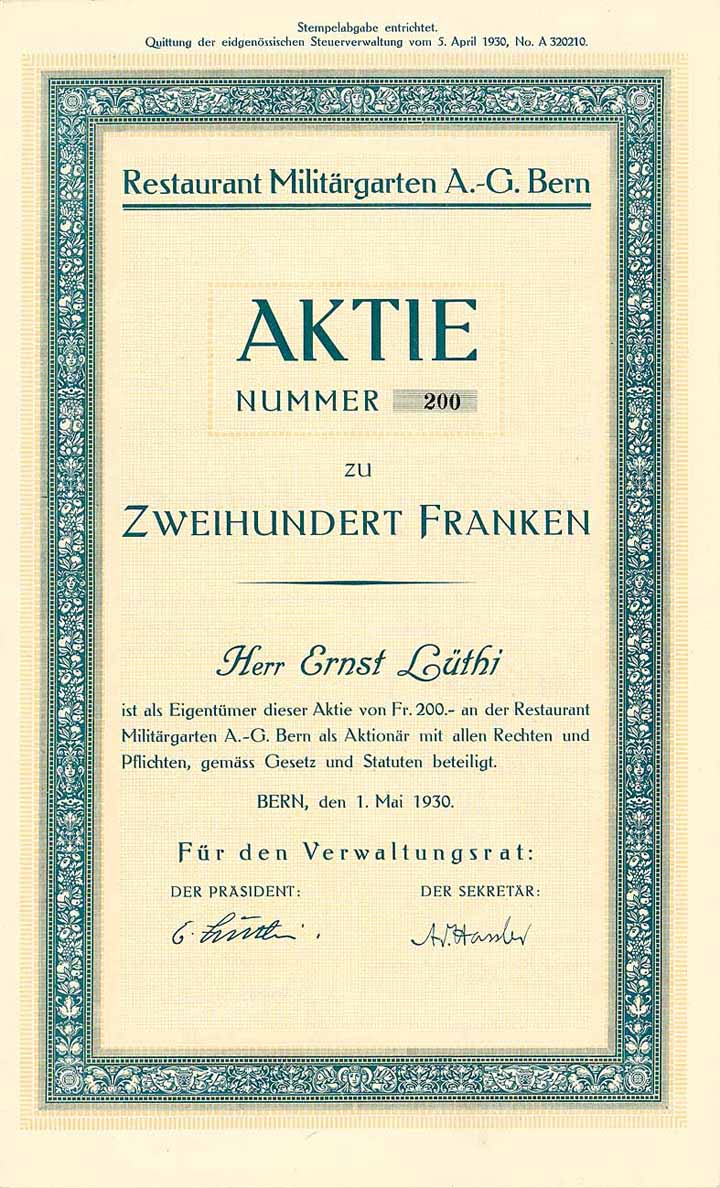 Stempelabgabe entrichtet.
Quittung der eidgenössischen Steuerverwaltung vom 5. April 1930, No. A 320210.
Restaurant Militärgarten A.-G. Bern
AKTIE
NUMMER 200
zu
ZWEIHUNDERT FRANKEN
Herr Ernst Lüthi
ist als Eigentümer dieser Aktie von Fr. 200.- an der Restaurant
Militärgarten A.-G. Bern als Aktionär mit allen Rechten und
Pflichten, gemäss Gesetz und Statuten beteiligt.
BERN, den 1. Mai 1930.
Für den Verwaltungsrat:
DER PRÄSIDENT: DER SEKRETÄR:
E. Lüthi